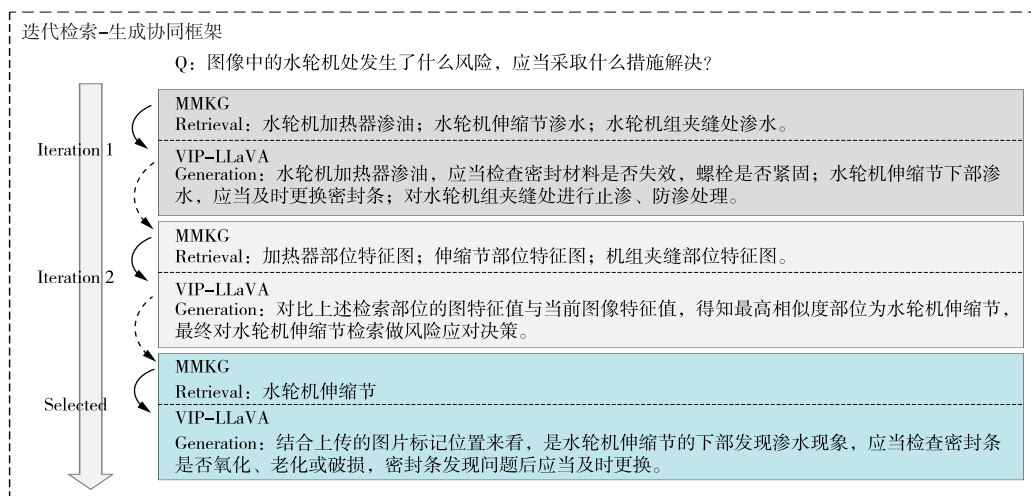 迭代检索-生成协同框架
Q：图像中的水轮机处发生了什么风险，应当采取什么措施解决？
Iteration 1
MMKG
Retrieval：水轮机加热器渗油；水轮机伸缩节渗水；水轮机组夹缝处渗水。
VIP-LLaVA
Generation：水轮机加热器渗油，应当检查密封材料是否失效，螺栓是否紧固；水轮机伸缩节下部渗
水，应当及时更换密封条；对水轮机组夹缝处进行止渗、防渗处理。
Iteration 2
MMKG
Retrieval：加热器部位特征图；伸缩节部位特征图；机组夹缝部位特征图。
VIP-LLaVA
Generation：对比上述检索部位的图特征值与当前图像特征值，得知最高相似度部位为水轮机伸缩节，
最终对水轮机伸缩节检索做风险应对决策。
Selected
MMKG
Retrieval：水轮机伸缩节
VIP-LLaVA
Generation：结合上传的图片标记位置来看，是水轮机伸缩节的下部发现渗水现象，应当检查密封条
是否氧化、老化或破损，密封条发现问题后应当及时更换。